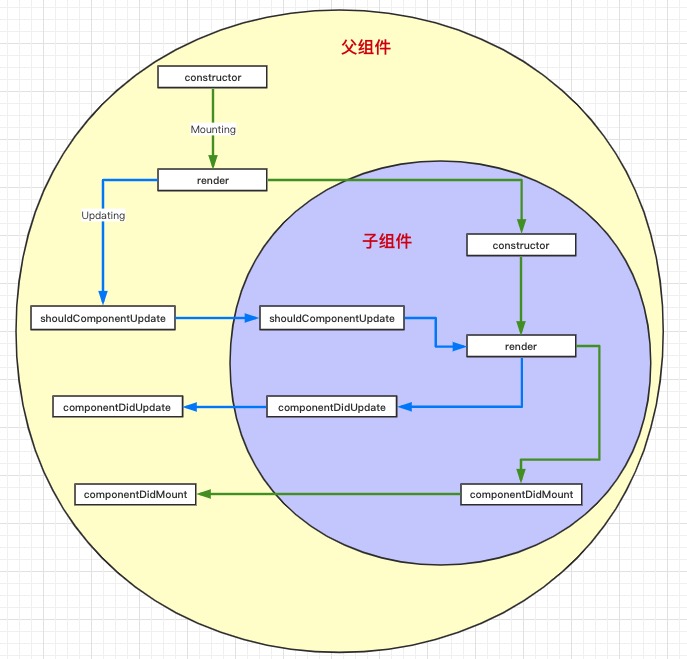 父组件
constructor
Mounting
render
Updating
子组件
constructor
shouldComponentUpdate
shouldComponentUpdate
render
componentDidUpdate
componentDidUpdate
componentDidMount
componentDidMount